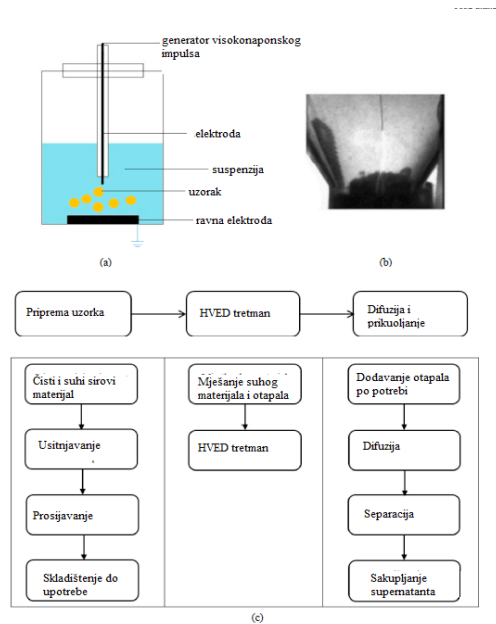 generator visokonaponskog
impulsa
elektroda
suspenzija
uzorak
ravna elektroda
(a)
(b)
Priprema uzorka
HVED tretman
Difuzija i
prikuoljanje
Čisti i suhi sirovi
materijal
Usitnjavanje
Prosijavanje
Skladištenje do
upotrebe
Mješanje suhog
materijala i otapala
HVED tretman
Dodavanje otapala
po potrebi
Difuzija
Separacija
Sakupljanje
supernatanta
(c)